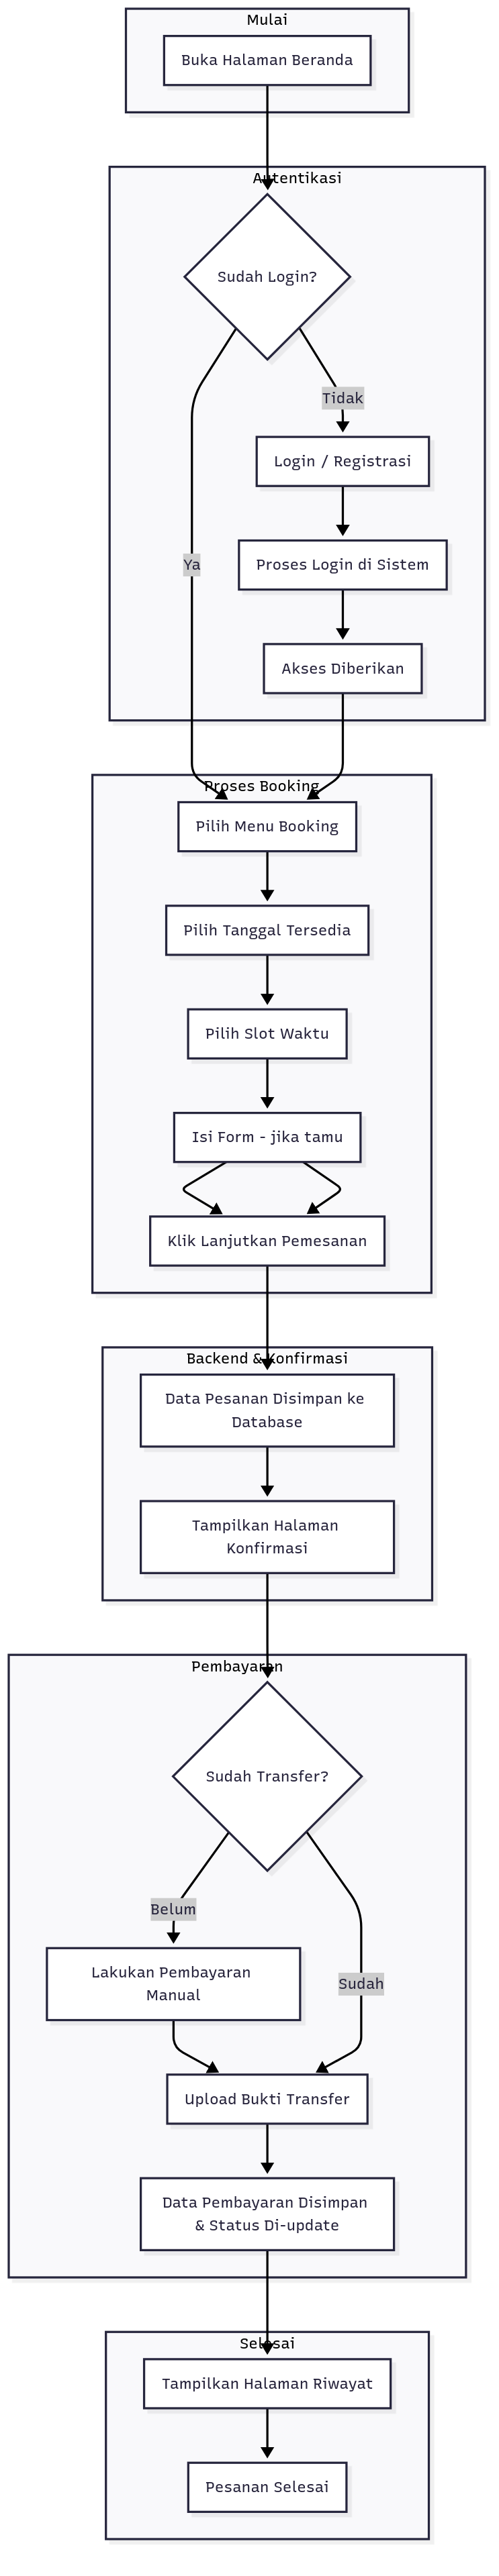 Mulai
Buka Halaman Beranda
Autentikasi
Sudah Login?
Tidak
Login / Registrasi
Ya
Proses Login di Sistem
Akses Diberikan
Proses Booking
Pilih Menu Booking
Pilih Tanggal Tersedia
Pilih Slot Waktu
Isi Form - jika tamu
Klik Lanjutkan Pemesanan
Backend & Konfirmasi
Data Pesanan Disimpan ke
Database
Tampilkan Halaman
Konfirmasi
Pembayaran
Sudah Transfer?
Belum
Lakukan Pembayaran
Manual
Sudah
Upload Bukti Transfer
Data Pembayaran Disimpan
& Status Di-update
Selesai
Tampilkan Halaman Riwayat
Pesanan Selesai